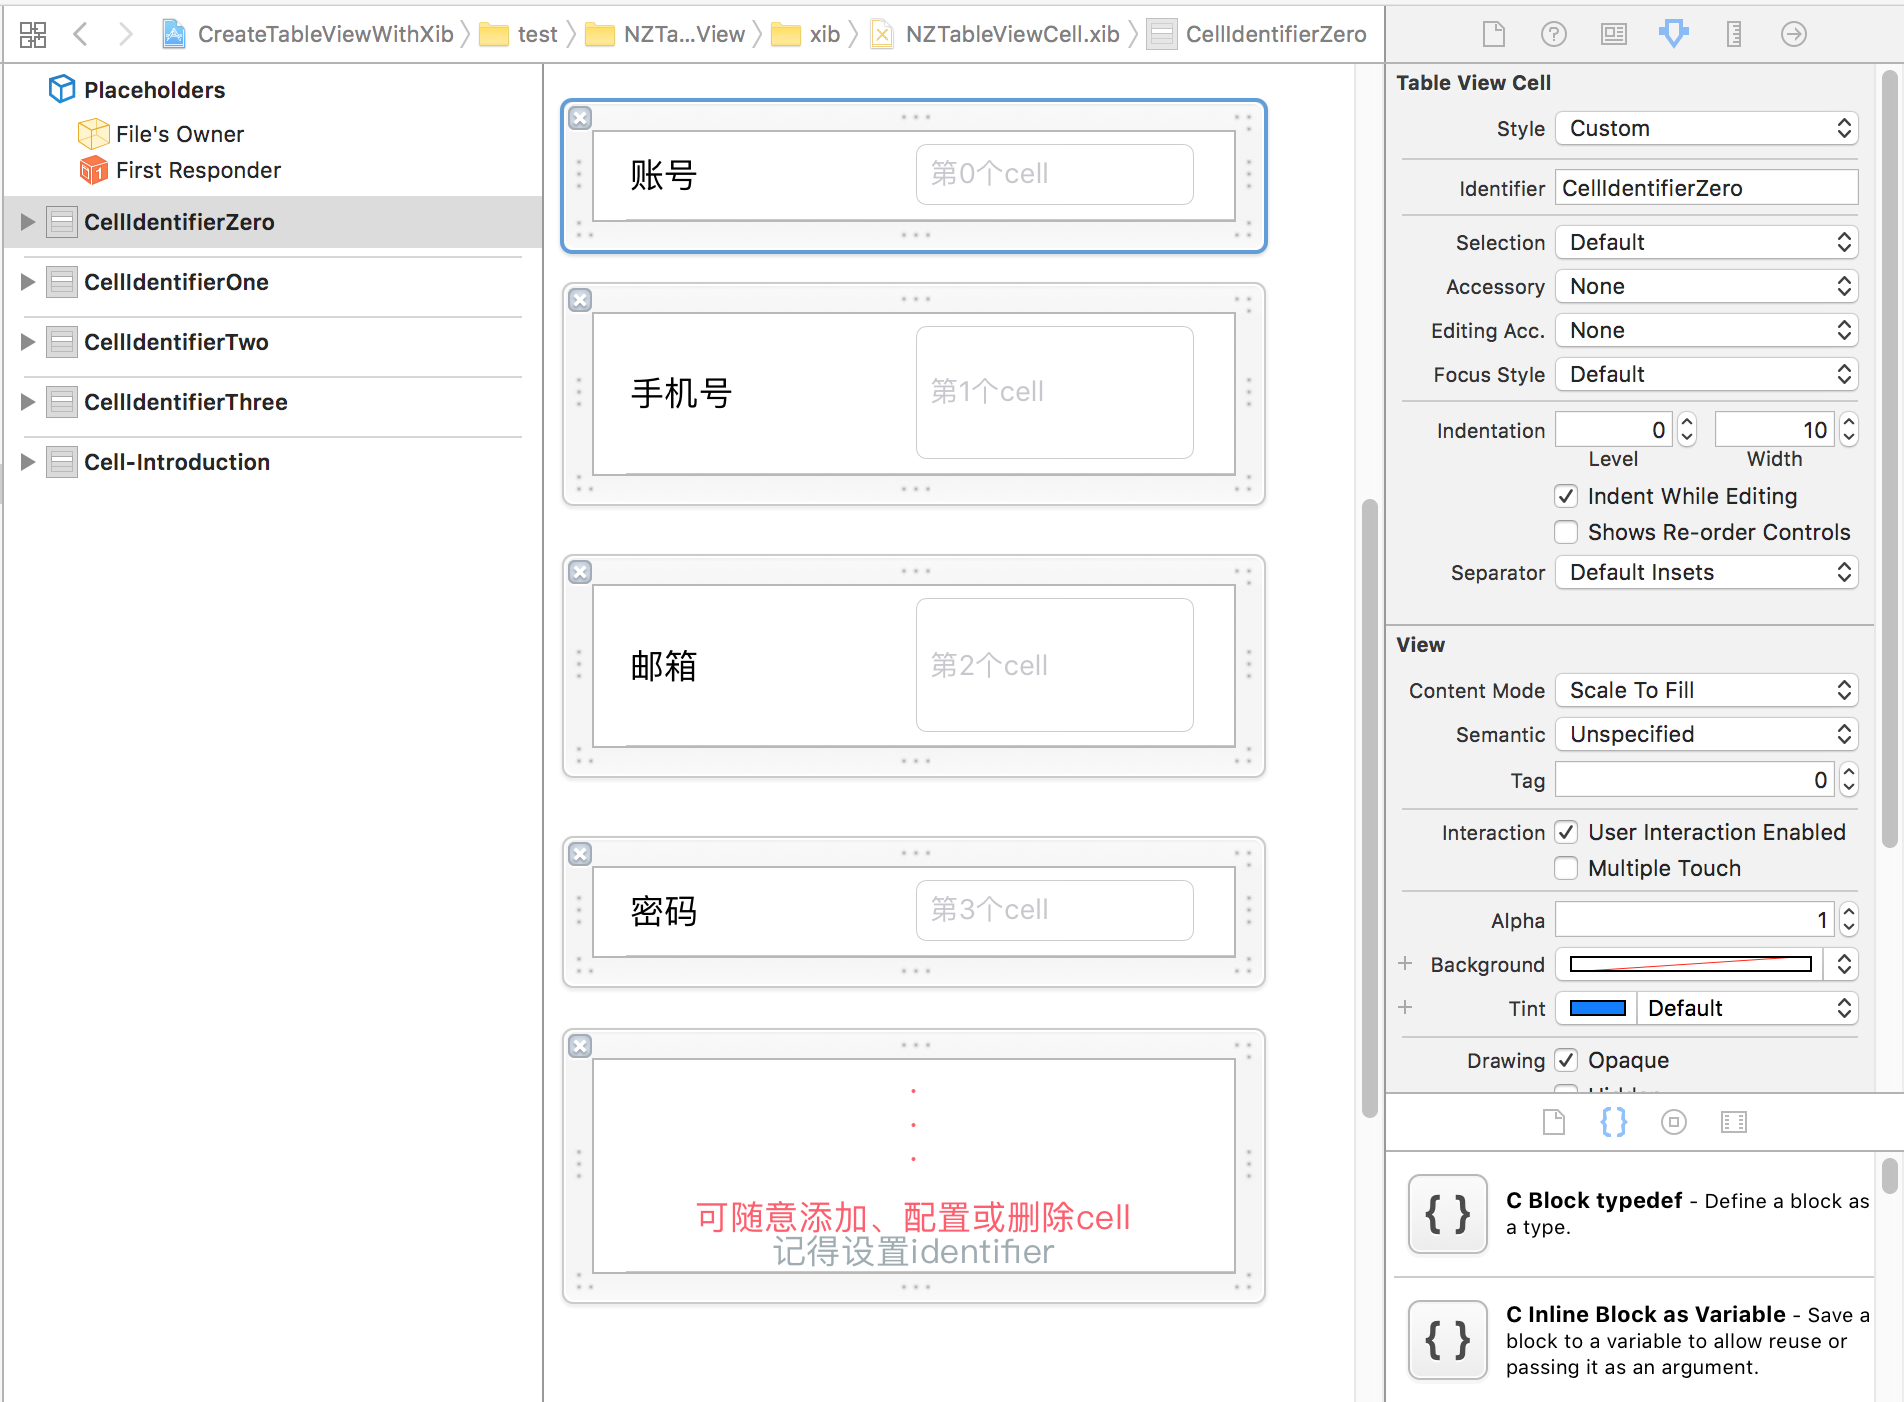 CreateTableViewWithXib
test
NZTa...View
xib
NZTableViewCell.xib
CellIdentifierZero
Placeholders
File's Owner
First Responder
CellIdentifierZero
CellIdentifierOne
CellIdentifierTwo
CellIdentifierThree
Cell-Introduction
账号
第0个cell
手机号
第1个cell
邮箱
第2个cell
密码
第3个cell
可随意添加、配置或删除cell
记得设置identifier
Table View Cell
Style Custom
Identifier CellIdentifierZero
Selection Default
Accessory None
Editing Acc. None
Focus Style Default
Indentation 0 10
Level Width
Indent While Editing
Shows Re-order Controls
Separator Default Insets
View
Content Mode Scale To Fill
Semantic Unspecified
Tag 0
Interaction User Interaction Enabled
Multiple Touch
Alpha 1
Background
Tint Default
Drawing Opaque
C Block typedef - Define a block as
a type.
C Inline Block as Variable - Save a
block to a variable to allow reuse or
passing it as an argument.